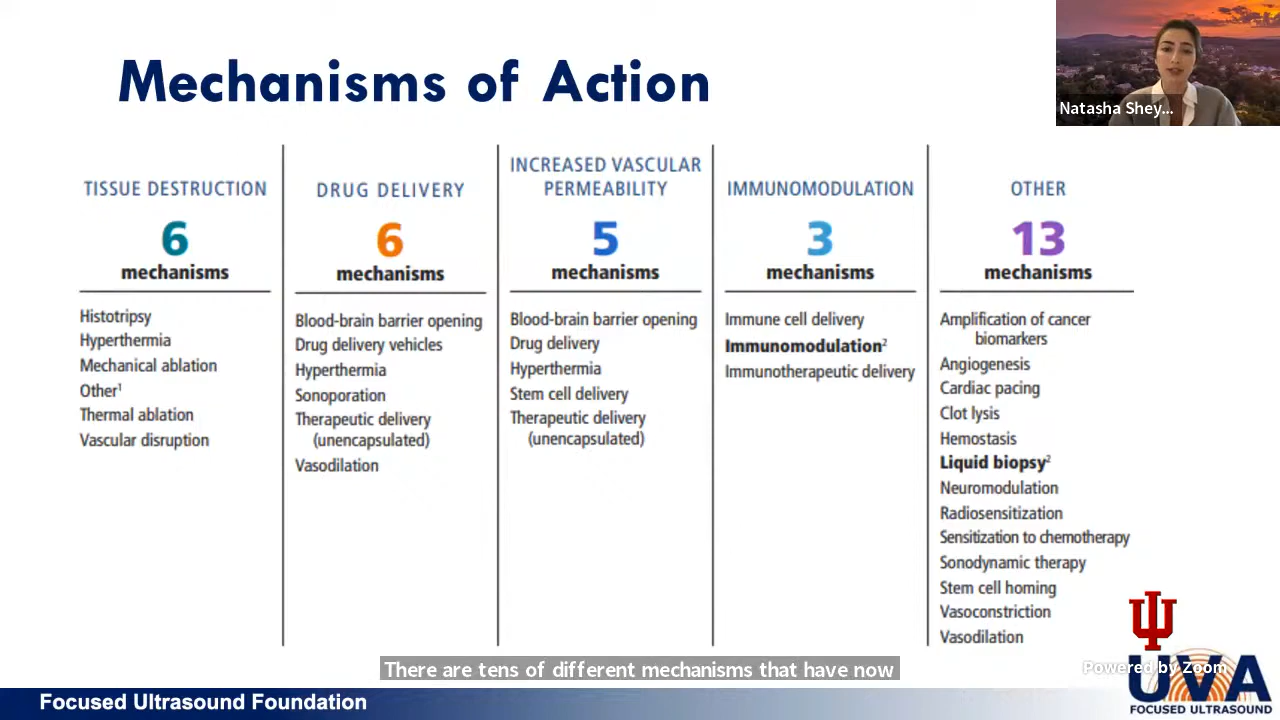 Mechanisms of Action
Natasha Shey...
TISSUE DESTRUCTION
6
mechanisms
Histotripsy
Hyperthermia
Mechanical ablation
Other1
Thermal ablation
Vascular disruption
DRUG DELIVERY
6
mechanisms
Blood-brain barrier opening
Drug delivery vehicles
Hyperthermia
Sonoporation
Therapeutic delivery
(unencapsulated)
Vasodilation
INCREASED VASCULAR
PERMEABILITY
5
mechanisms
Blood-brain barrier opening
Drug delivery
Hyperthermia
Stem cell delivery
Therapeutic delivery
(unencapsulated)
IMMUNOMODULATION
3
mechanisms
Immune cell delivery
Immunomodulation2
Immunotherapeutic delivery
OTHER
13
mechanisms
Amplification of cancer
biomarkers
Angiogenesis
Cardiac pacing
Clot lysis
Hemostasis
Liquid biopsy2
Neuromodulation
Radiosensitization
Sensitization to chemotherapy
Sonodynamic therapy
Stem cell homing
Vasoconstriction
Vasodilation
There are tens of different mechanisms that have now
Powered by Zoom
UVA
FOCUSED ULTRASOUND
Focused Ultrasound Foundation